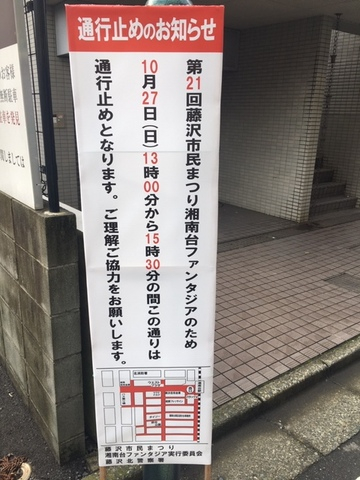 通行止めのお知らせ
第21回藤沢市民まつり湘南台ファンタジアのため
10月27日(日)13時00分から15時30分の間この通りは
通行止めとなります。ご理解ご協力をお願いします。
藤沢市民まつり
湘南台ファンタジア実行委員会
藤沢北警察署